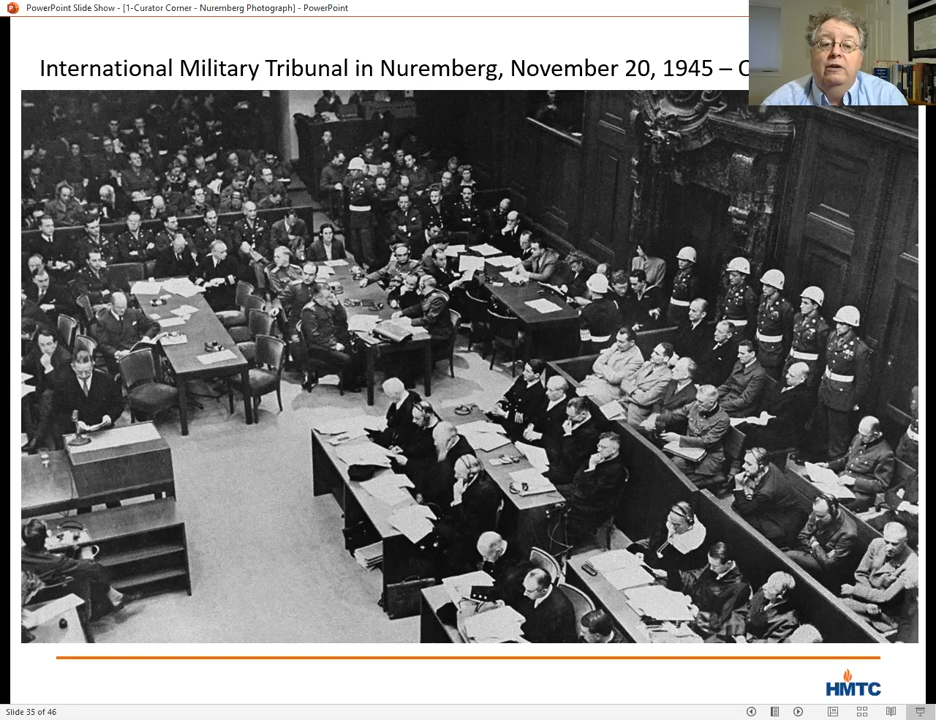 PowerPoint Slide Show - [1-Curator Corner - Nuremberg Photograph] - PowerPoint
International Military Tribunal in Nuremberg, November 20, 1945 –
HMTC
Slide 35 of 46